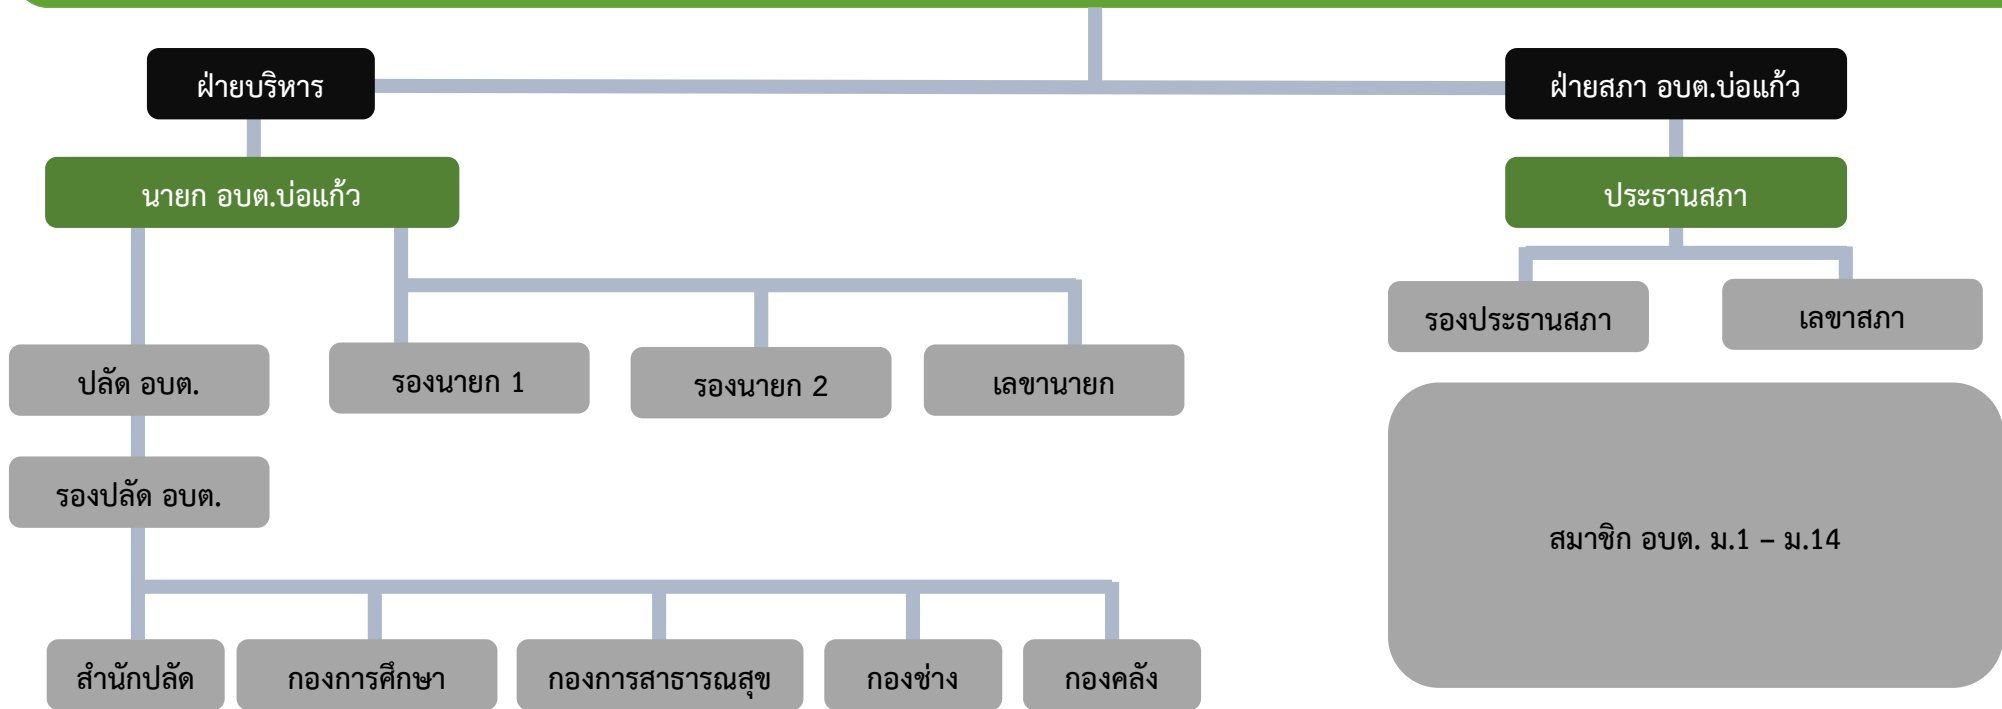 ฝ่ายบริหาร
ฝ่ายสภา อบต.บ่อแก้ว
นายก อบต.บ่อแก้ว
ประธานสภา
รองประธานสภา
เลขาสภา
ปลัด อบต.
รองนายก 1
รองนายก 2
เลขานายก
รองปลัด อบต.
สมาชิก อบต. ม.1 – ม.14
สำนักปลัด
กองการศึกษา
กองการสาธารณสุข
กองช่าง
กองคลัง